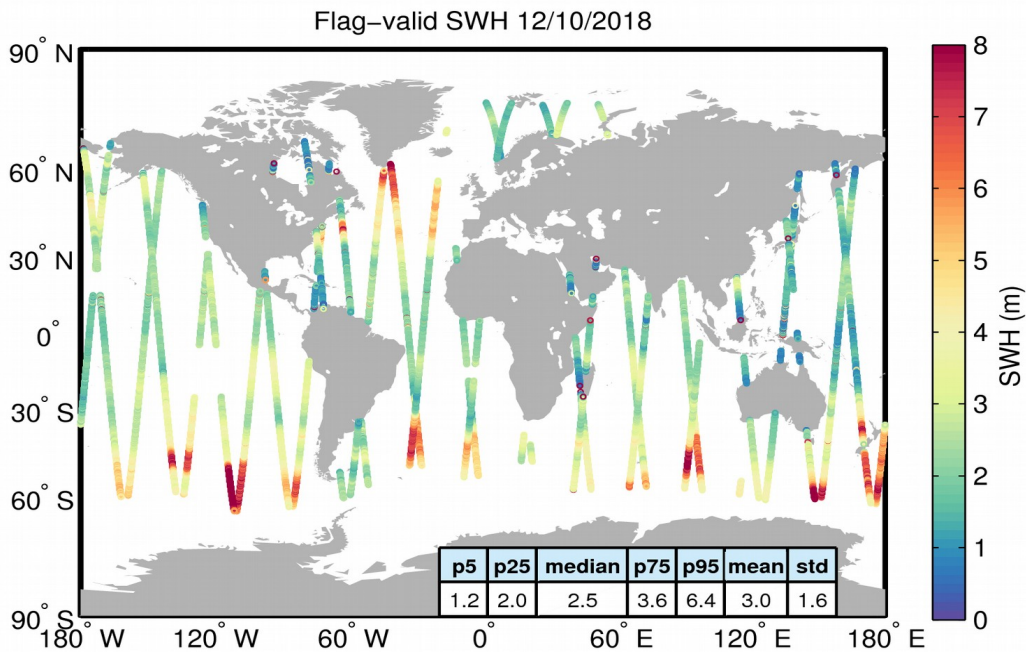 Flag−valid SWH 12/10/2018
90° N
60° N
30° N
0°
30° S
60° S
90° S
180° W
120° W
60° W
0°
60° E
120° E
180° E
8
7
6
5
4
3
2
1
0
SWH (m)
p5 p25 median p75 p95 mean std
1.2 2.0 2.5 3.6 6.4 3.0 1.6